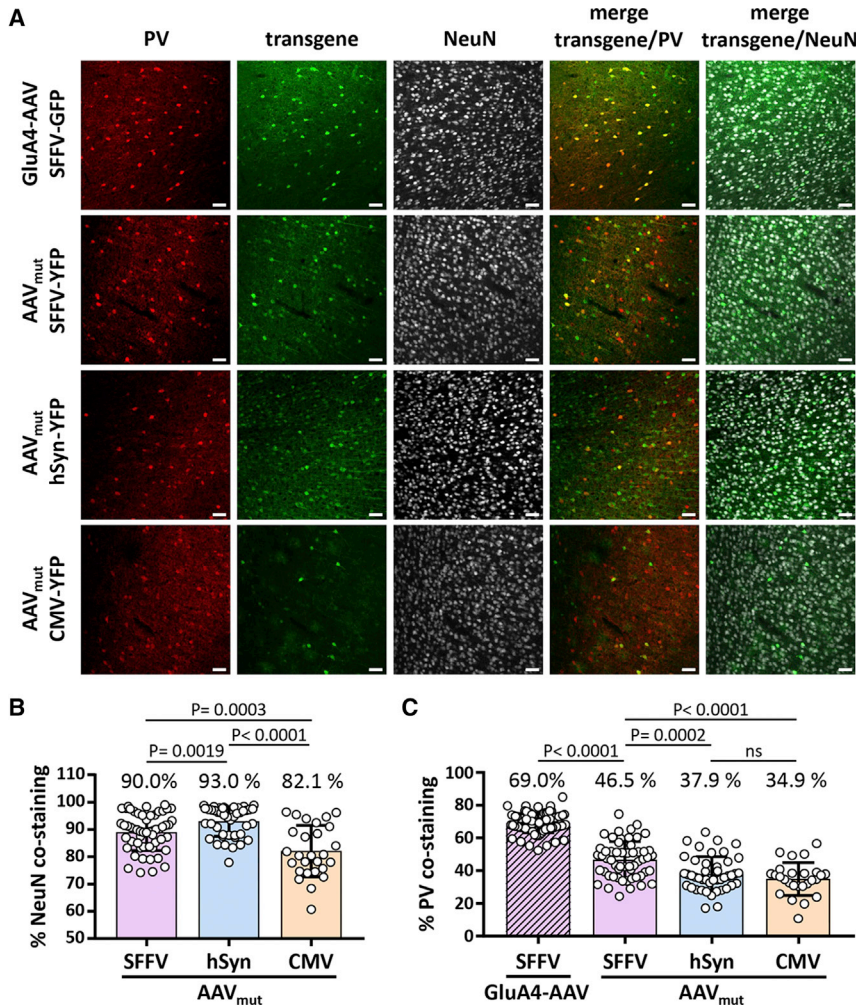 A
PV transgene NeuN merge transgene/PV merge transgene/NeuN
GluA4-AAV
SFFV-GFP
AAVmut
SFFV-YFP
AAVmut
hSyn-YFP
AAVmut
CMV-YFP
B
P= 0.0003
P= 0.0019 P< 0.0001
90.0% 93.0 % 82.1 %
% NeuN co-staining
110
100
90
80
70
60
50
SFFV hSyn CMV
AAVmut
C
P< 0.0001
P= 0.0002
P< 0.0001 ns
69.0% 46.5 % 37.9 % 34.9 %
% PV co-staining
100
80
60
40
20
0
SFFV SFFV hSyn CMV
GluA4-AAV AAVmut